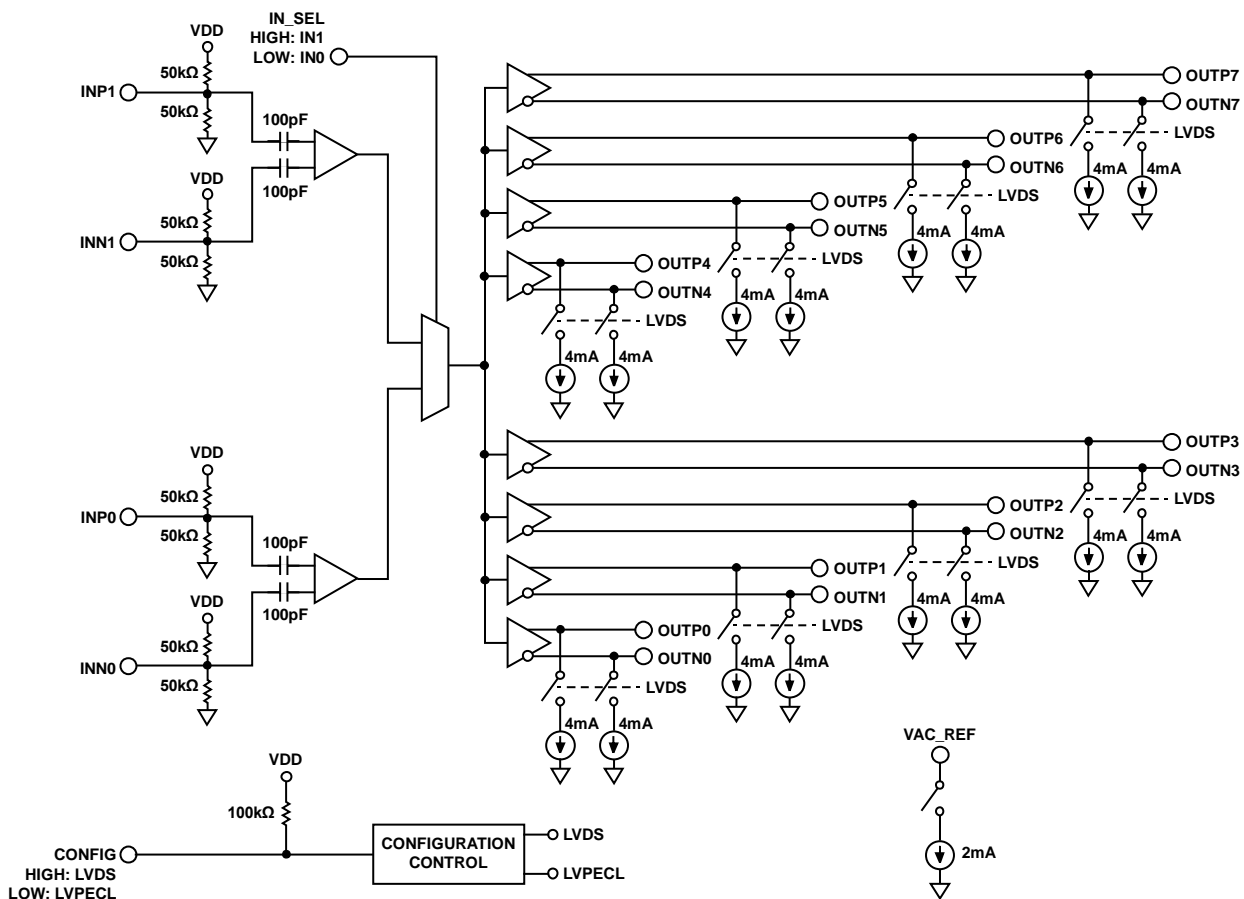 IN_SEL
HIGH: IN1
LOW: IN0
VDD
50kΩ
INP1
50kΩ
100pF
100pF
VDD
50kΩ
INN1
50kΩ
OUTP7
OUTN7
LVDS
4mA
4mA
OUTP6
OUTN6
LVDS
4mA
4mA
OUTP5
OUTN5
LVDS
4mA
4mA
OUTP4
OUTN4
LVDS
4mA
4mA
VDD
50kΩ
INP0
50kΩ
100pF
100pF
VDD
50kΩ
INN0
50kΩ
OUTP3
OUTN3
LVDS
4mA
4mA
OUTP2
OUTN2
LVDS
4mA
4mA
OUTP1
OUTN1
LVDS
4mA
4mA
OUTP0
OUTN0
LVDS
4mA
4mA
VDD
100kΩ
CONFIG
HIGH: LVDS
LOW: LVPECL
CONFIGURATION
CONTROL
LVDS
LVPECL
VAC_REF
2mA